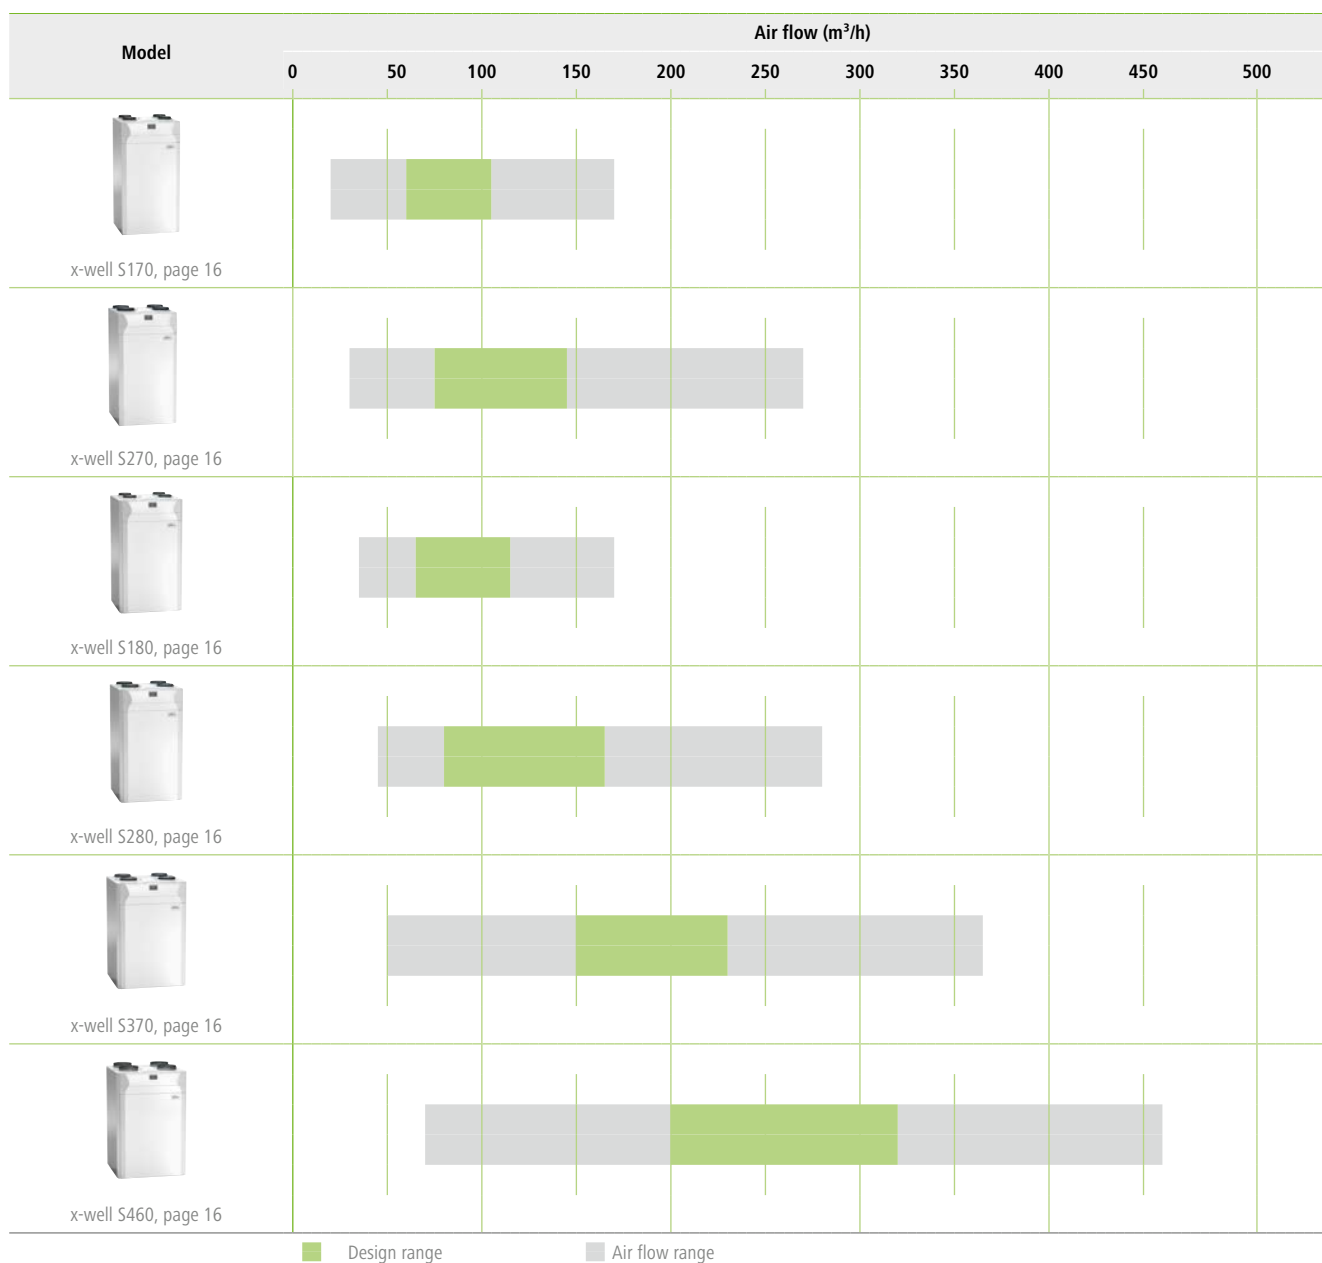 Model
Air flow (m³/h)
0 50 100 150 200 250 300 350 400 450 500
x-well S170, page 16
x-well S270, page 16
x-well S180, page 16
x-well S280, page 16
x-well S370, page 16
x-well S460, page 16
Design range
Air flow range